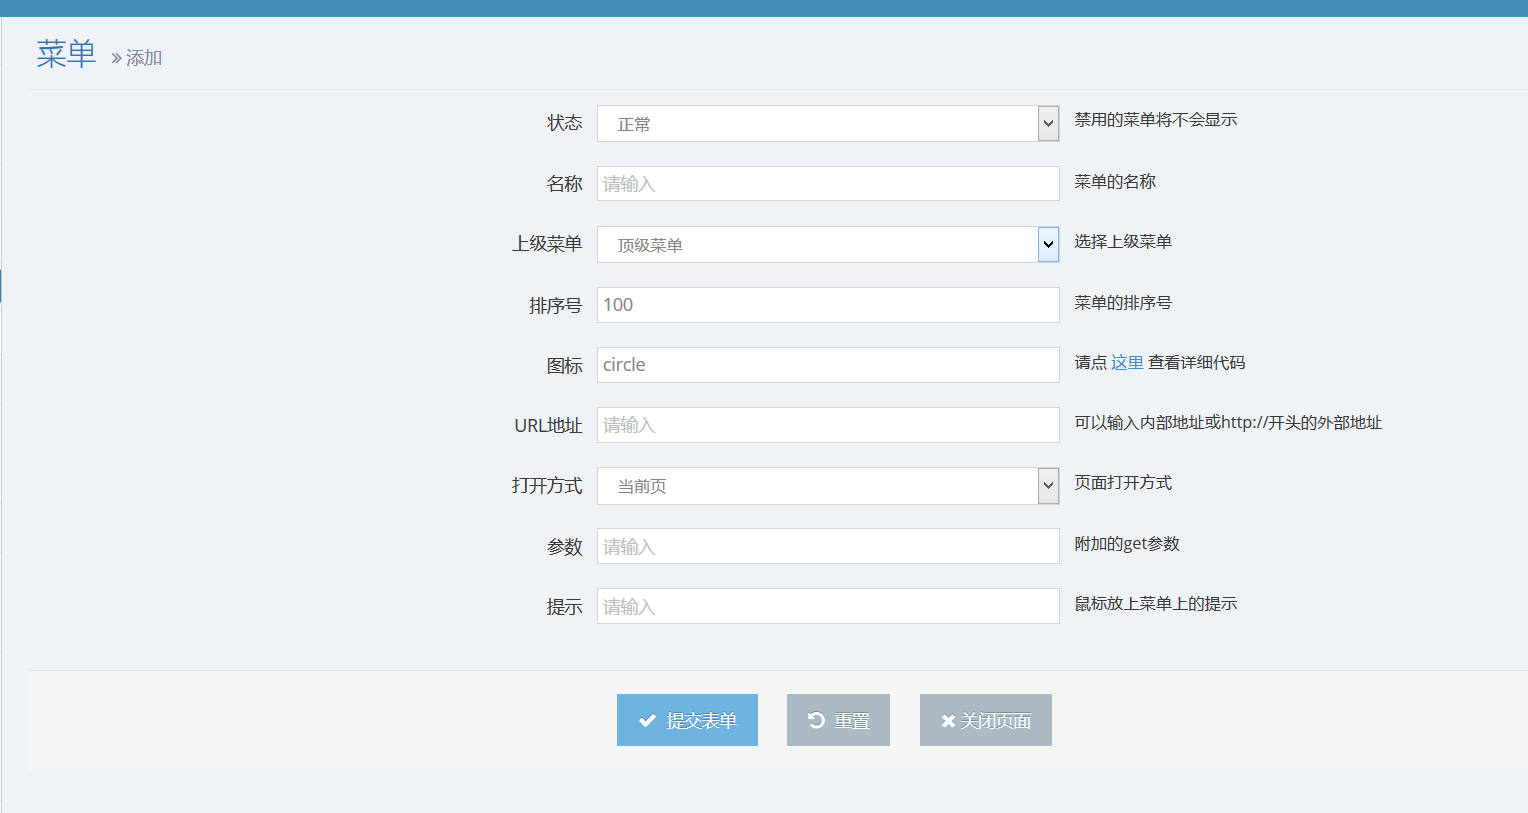 菜单 » 添加
状态 正常 禁用的菜单将不会显示
名称 请输入 菜单的名称
上级菜单 顶级菜单 选择上级菜单
排序号 100 菜单的排序号
图标 circle 请点 这里 查看详细代码
URL地址 请输入 可以输入内部地址或http://开头的外部地址
打开方式 当前页 页面打开方式
参数 请输入 附加的get参数
提示 请输入 鼠标放上菜单上的提示
提交表单 重置 关闭页面